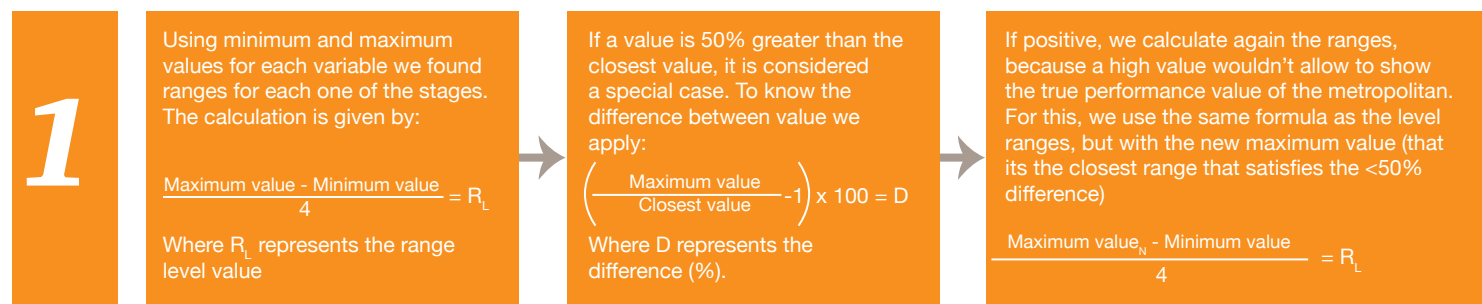 1
Using minimum and maximum
values for each variable we found
ranges for each one of the stages.
The calculation is given by:
Maximum value - Minimum value
4
= R_L
Where R_L represents the range
level value
If a value is 50% greater than the
closest value, it is considered
a special case. To know the
difference between value we
apply:
( Maximum value
Closest value
-1) x 100 = D
Where D represents the
difference (%).
If positive, we calculate again the ranges,
because a high value wouldn’t allow to show
the true performance value of the metropolitan.
For this, we use the same formula as the level
ranges, but with the new maximum value (that
its the closest range that satisfies the <50%
difference)
Maximum value_N - Minimum value
4
= R_L